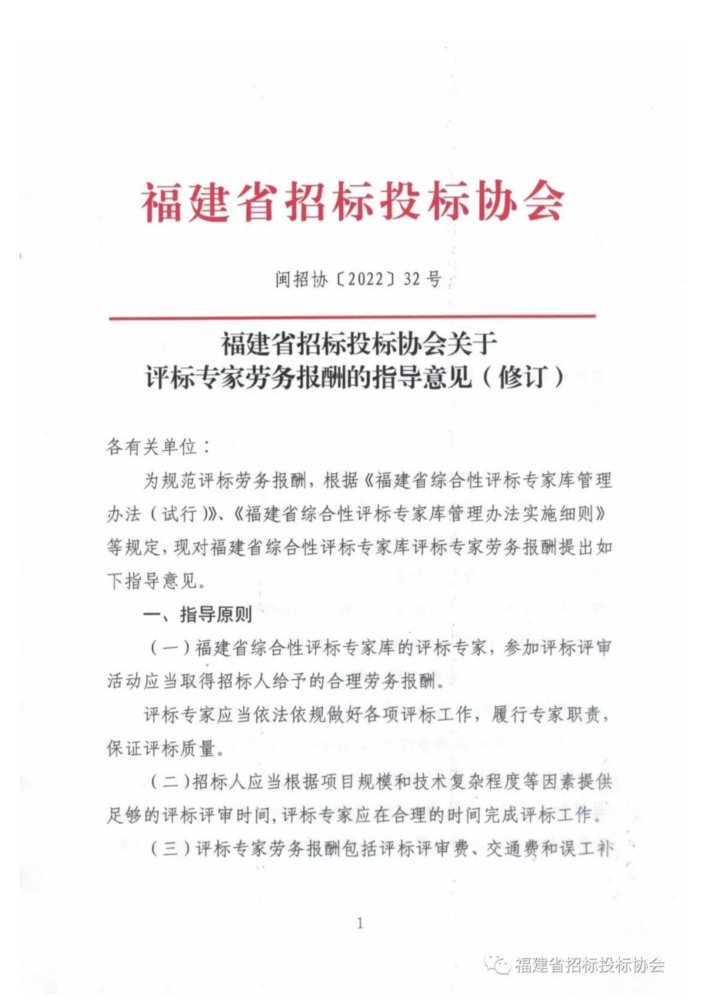 福建省招标投标协会
闽招协〔2022〕32 号
福建省招标投标协会关于
评标专家劳务报酬的指导意见（修订）
各有关单位：
为规范评标劳务报酬，根据《福建省综合性评标专家库管理
办法（试行）》、《福建省综合性评标专家库管理办法实施细则》
等规定，现对福建省综合性评标专家库评标专家劳务报酬提出如
下指导意见。
一、指导原则
（一）福建省综合性评标专家库的评标专家，参加评标评审
活动应当取得招标人给予的合理劳务报酬。
评标专家应当依法依规做好各项评标工作，履行专家职责，
保证评标质量。
（二）招标人应当根据项目规模和技术复杂程度等因素提供
足够的评标评审时间，评标专家应在合理的时间完成评标工作。
（三）评标专家劳务报酬包括评标评审费、交通费和误工补
1
福建省招标投标协会